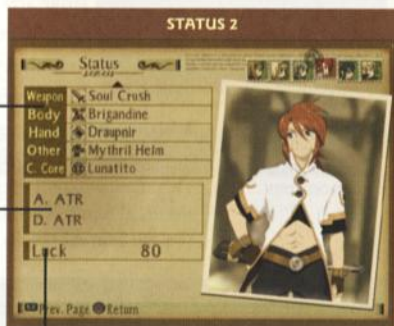 STATUS 2
Status
Weapon Soul Crush
Body Brigandine
Hand Draupnir
Other Mythril Helm
C. Core Lunatito
A. ATR
D. ATR
Luck 80
Prev. Page Return